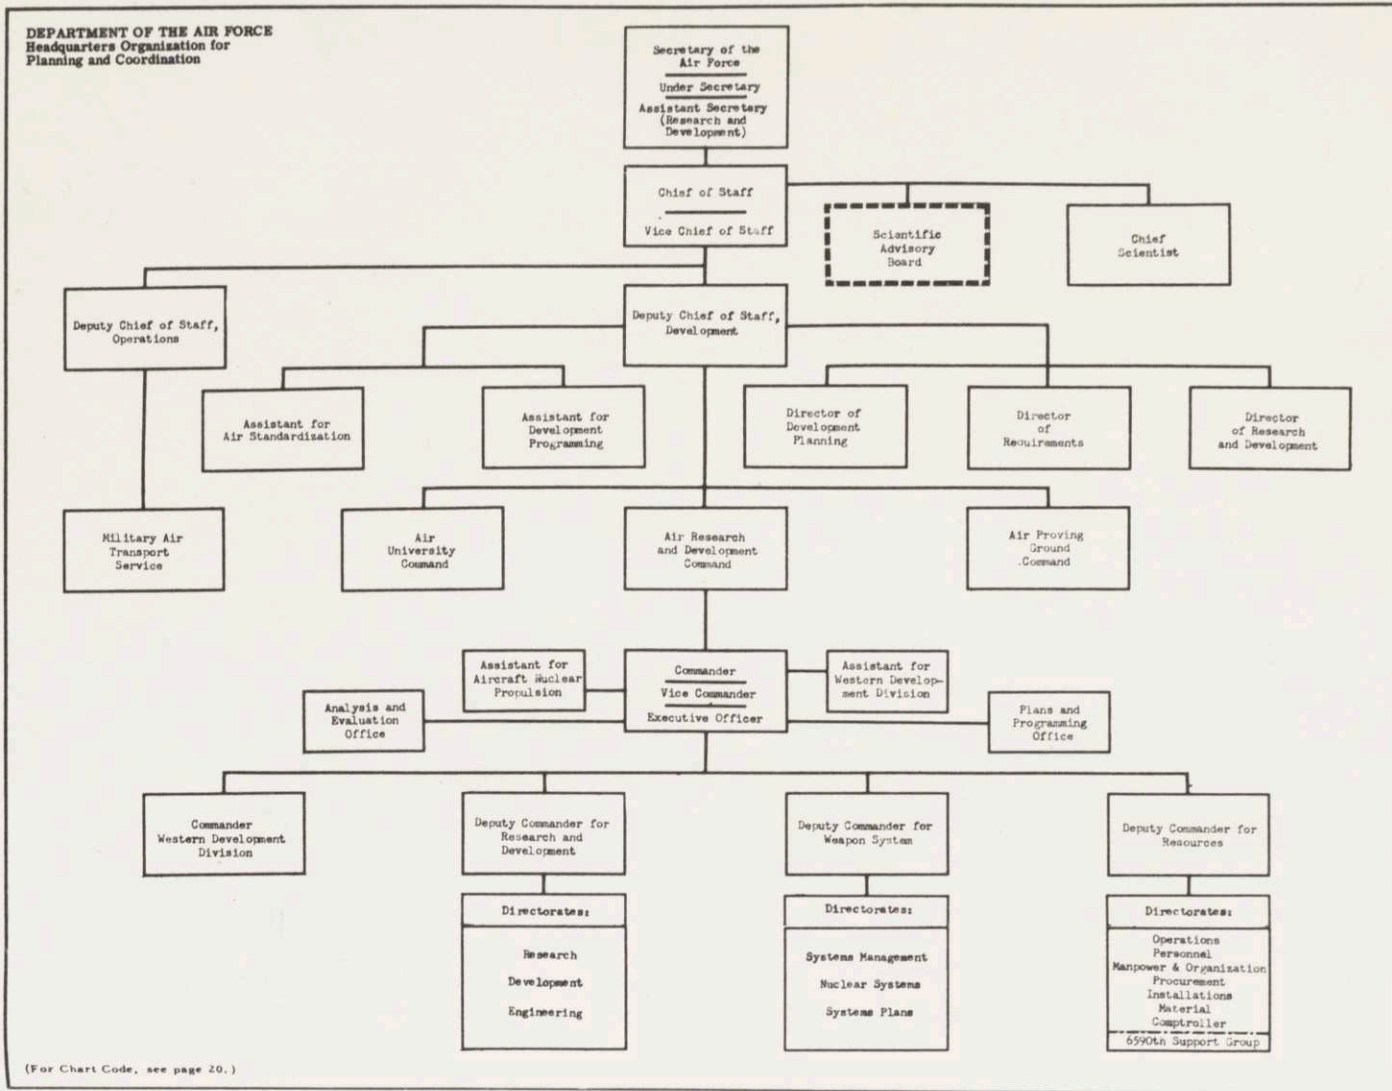 DEPARTMENT OF THE AIR FORCE
Headquarters Organization for
Planning and Coordination
Secretary of the
Air Force
Under Secretary
Assistant Secretary
(Research and
Development)
Chief of Staff
Vice Chief of Staff
Scientific
Advisory
Board
Chief
Scientist
Deputy Chief of Staff,
Operations
Deputy Chief of Staff,
Development
Assistant for
Air Standardization
Assistant for
Development
Programming
Director of
Development
Planning
Director
of
Requirements
Director
of Research
and Development
Military Air
Transport
Service
Air
University
Command
Air Research
and Development
Command
Air Proving
Ground
Command
Assistant for
Aircraft Nuclear
Propulsion
Commander
Vice Commander
Executive Officer
Assistant for
Western Develop-
ment Division
Analysis and
Evaluation
Office
Plans and
Programming
Office
Commander
Western Development
Division
Deputy Commander for
Research and
Development
Deputy Commander for
Weapon System
Deputy Commander for
Resources
Directorates:
Research
Development
Engineering
Directorates:
Systems Management
Nuclear Systems
Systems Plans
Directorates:
Operations
Personnel
Manpower & Organization
Procurement
Installations
Material
Comptroller
6590th Support Group
(For Chart Code, see page 20.)